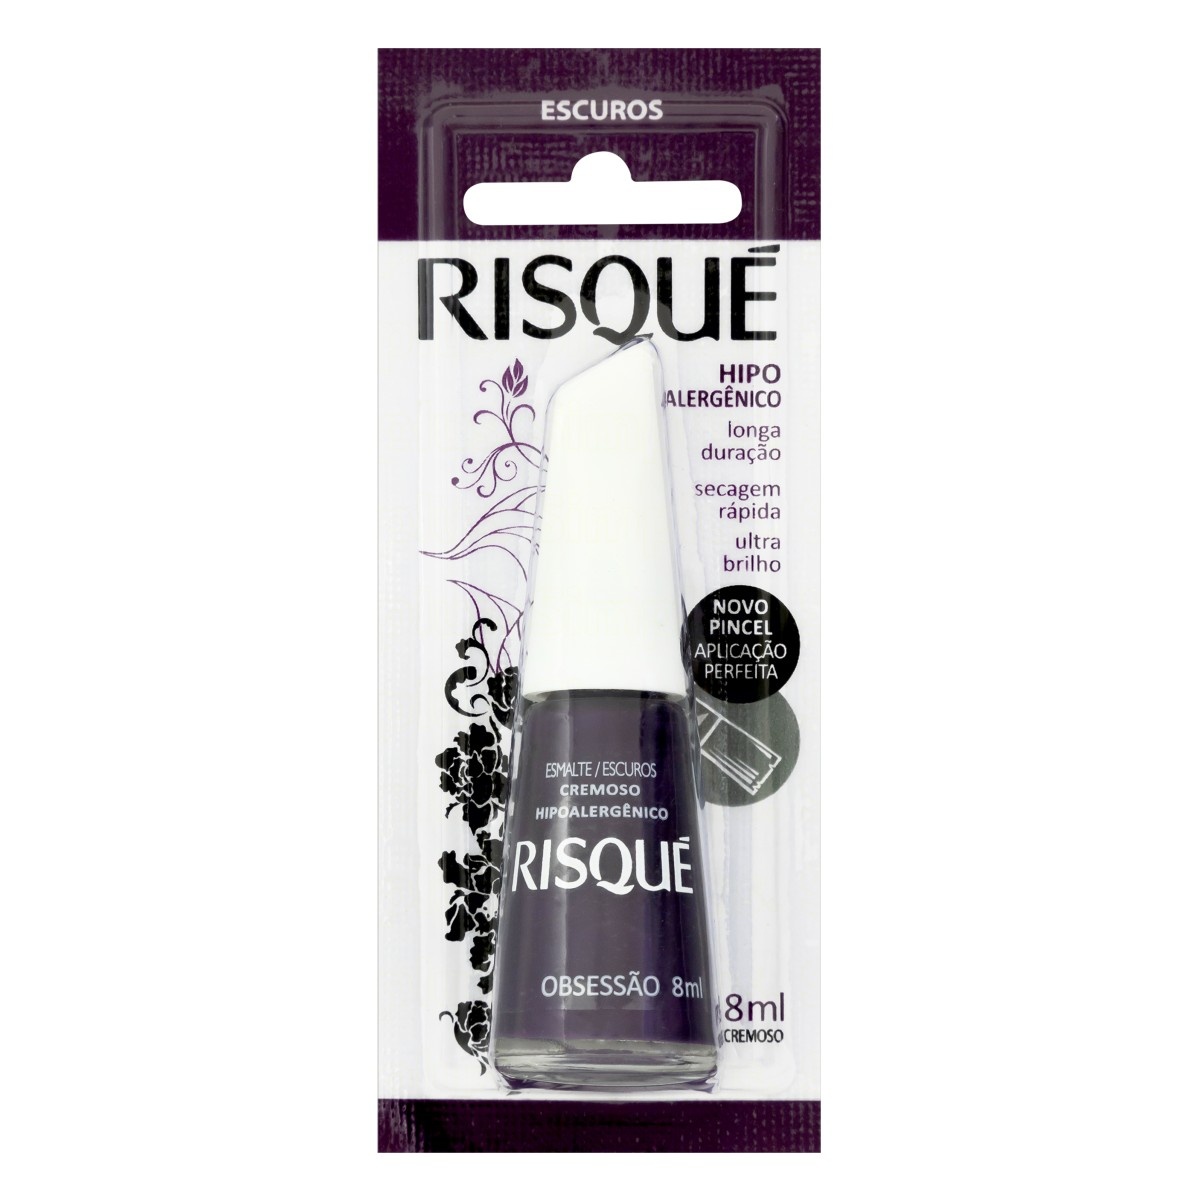 ESCUROS
RISQUÉ
HIPO
ALERGÊNICO
longa
duração
secagem
rápida
ultra
brilho
NOVO
PINCEL
APLICAÇÃO
PERFEITA
ESMALTE/ESCUROS
CREMOSO
HIPOALERGÊNICO
RISQUÉ
OBSESSÃO 8ml
8ml
CREMOSO